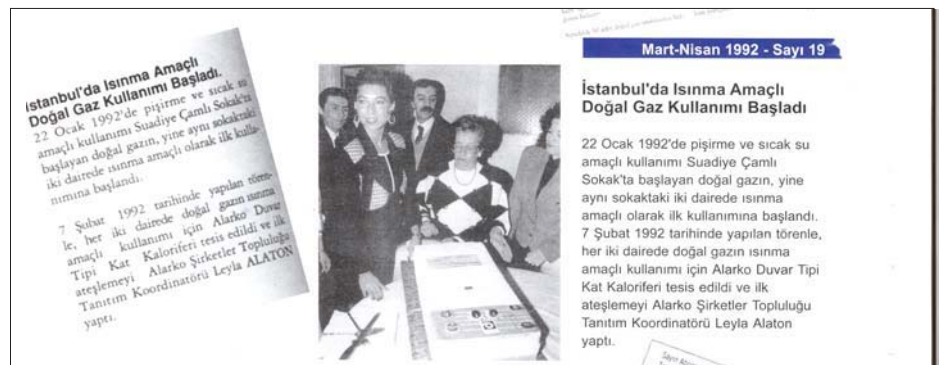 İstanbul'da Isınma Amaçlı
Doğal Gaz Kullanımı Başladı.
22 Ocak 1992'de pişirme ve sıcak su
amaçlı kullanımı Suadiye Çamlı Sokak'ta
başlayan doğal gazın, yine aynı sokaktaki
iki dairede ısınma amaçlı olarak ilk kulla-
nımına başlandı.
7 Şubat 1992 tarihinde yapılan tören-
le, her iki dairede doğal gazın ısınma
amaçlı kullanımı için Alarko Duvar
Tipi Kat Kaloriferi tesis edildi ve ilk
ateşlemeyi Alarko Şirketler Topluluğu
Tanıtım Koordinatörü Leyla ALATON
yaptı.
Mart-Nisan 1992 - Sayı 19
İstanbul'da Isınma Amaçlı
Doğal Gaz Kullanımı Başladı
22 Ocak 1992'de pişirme ve sıcak su
amaçlı kullanımı Suadiye Çamlı
Sokak'ta başlayan doğal gazın, yine
aynı sokaktaki iki dairede ısınma
amaçlı olarak ilk kullanımına başlandı.
7 Şubat 1992 tarihinde yapılan törenle,
her iki dairede doğal gazın ısınma
amaçlı kullanımı için Alarko Duvar Tipi
Kat Kaloriferi tesis edildi ve ilk
ateşlemeyi Alarko Şirketler Topluluğu
Tanıtım Koordinatörü Leyla Alaton
yaptı.